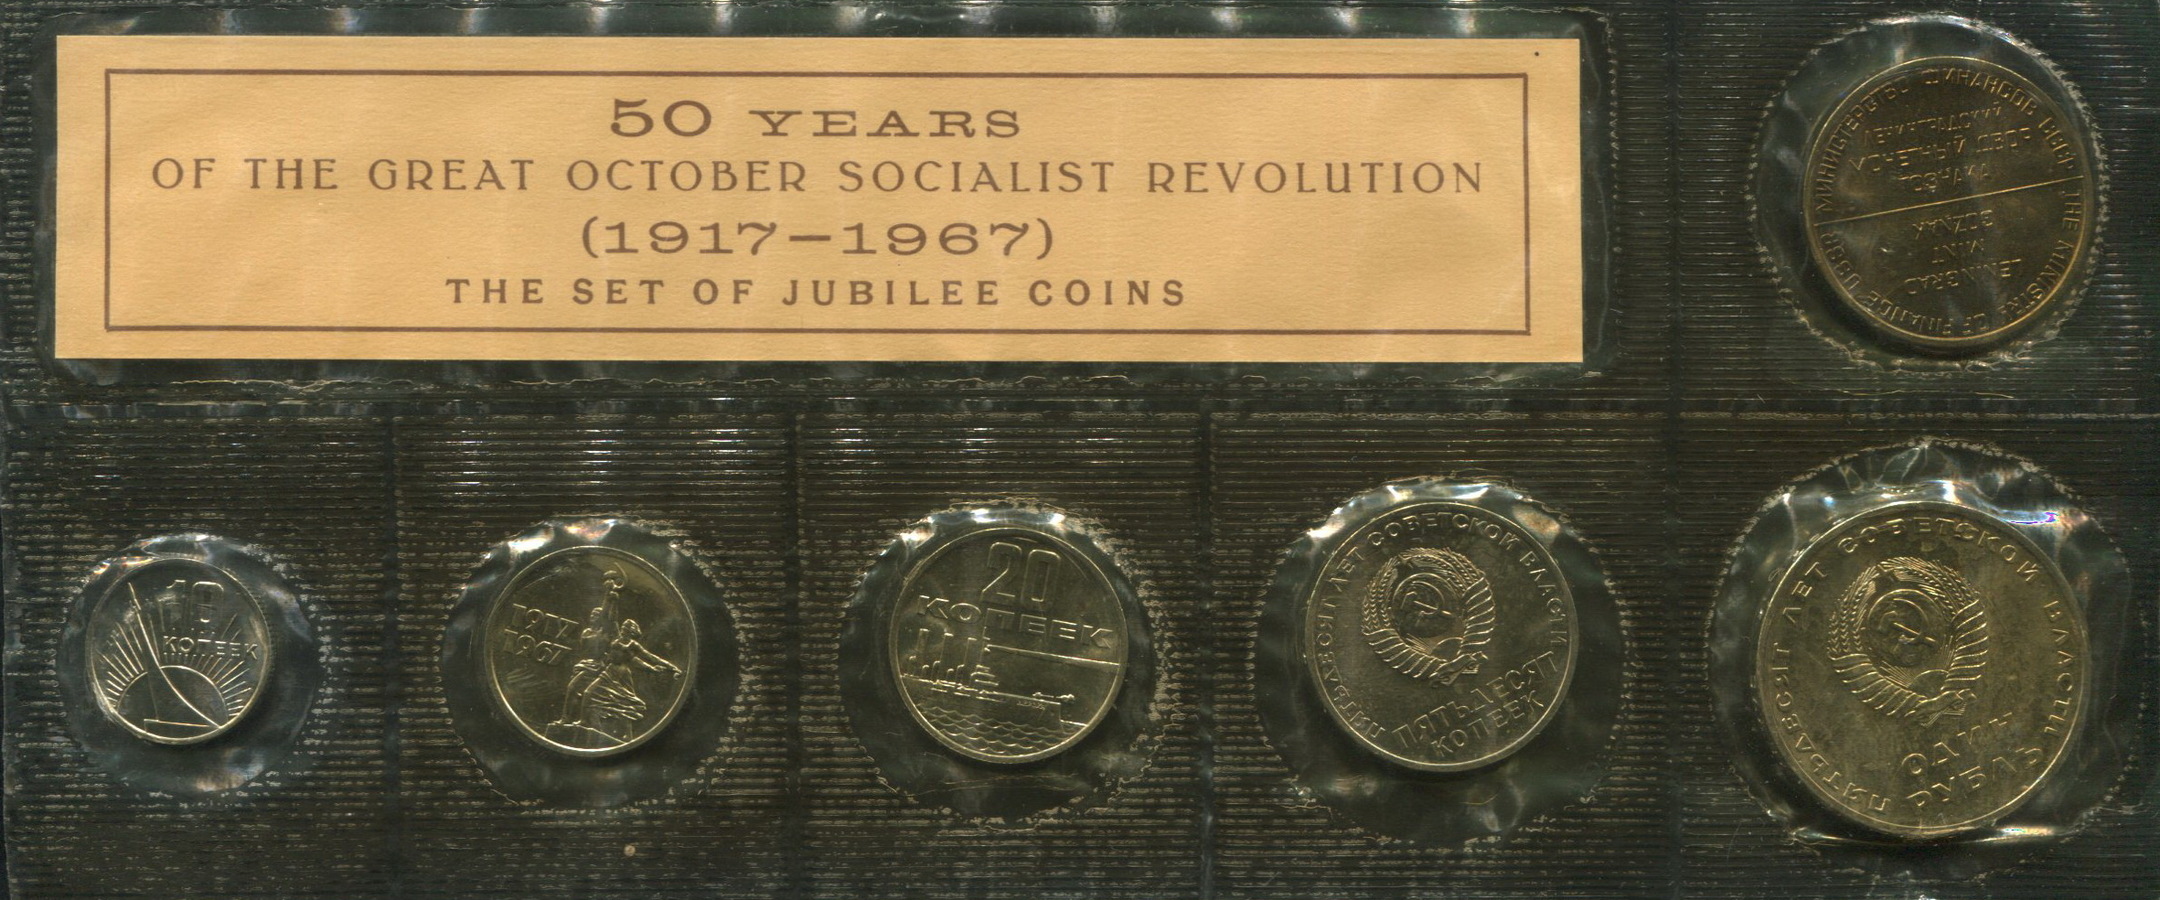 50 YEARS
OF THE GREAT OCTOBER SOCIALIST REVOLUTION
(1917–1967)
THE SET OF JUBILEE COINS
МИНИСТЕРСТВО ФИНАНСОВ СССР
ЛЕНИНГРАДСКИЙ
МОНЕТНЫЙ ДВОР
ГОЗНАКА
THE MINISTRY OF FINANCE USSR
LENINGRAD
MINT
GOZNAK
10
КОПЕЕК
1917
1967
20
КОПЕЕК
ПЯТЬДЕСЯТ ЛЕТ СОВЕТСКОЙ ВЛАСТИ
ПЯТЬДЕСЯТ
КОПЕЕК
ПЯТЬДЕСЯТ ЛЕТ СОВЕТСКОЙ ВЛАСТИ
ОДИН
РУБЛЬ